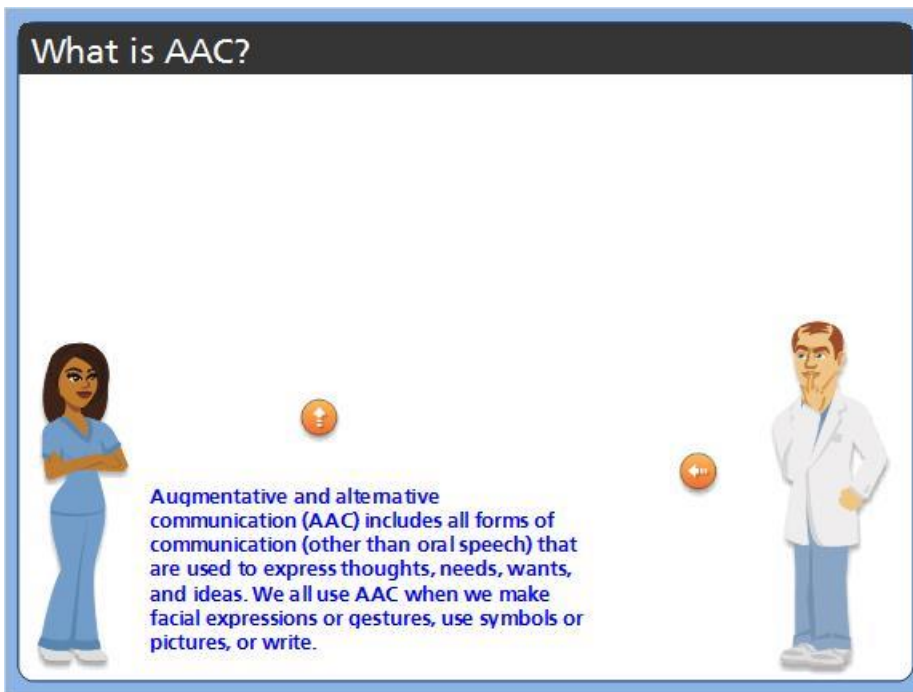 What is AAC?
Augmentative and alternative
communication (AAC) includes all forms of
communication (other than oral speech) that
are used to express thoughts, needs, wants,
and ideas. We all use AAC when we make
facial expressions or gestures, use symbols or
pictures, or write.